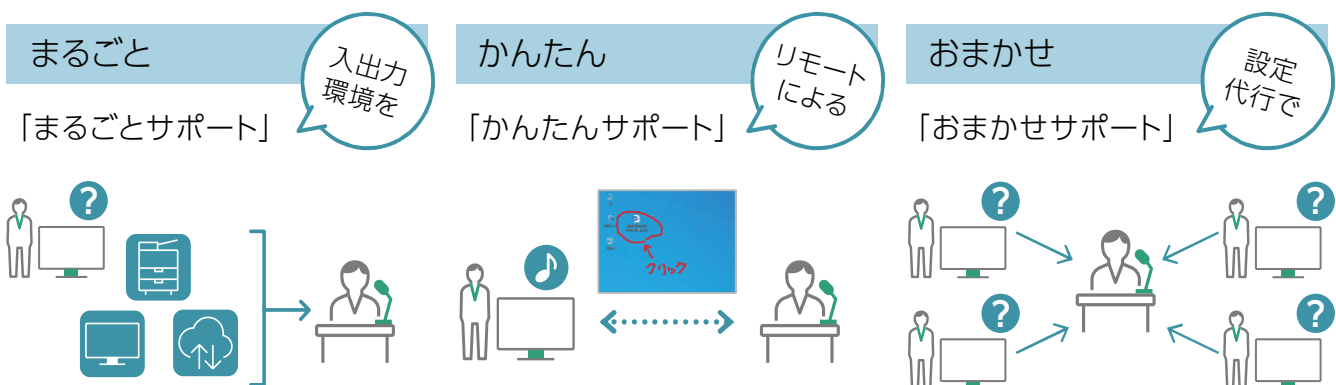 まるごと
入出力
環境を
「まるごとサポート」
?
かんたん
リモート
による
「かんたんサポート」
クリック
おまかせ
設定
代行で
「おまかせサポート」
?
?
?
?